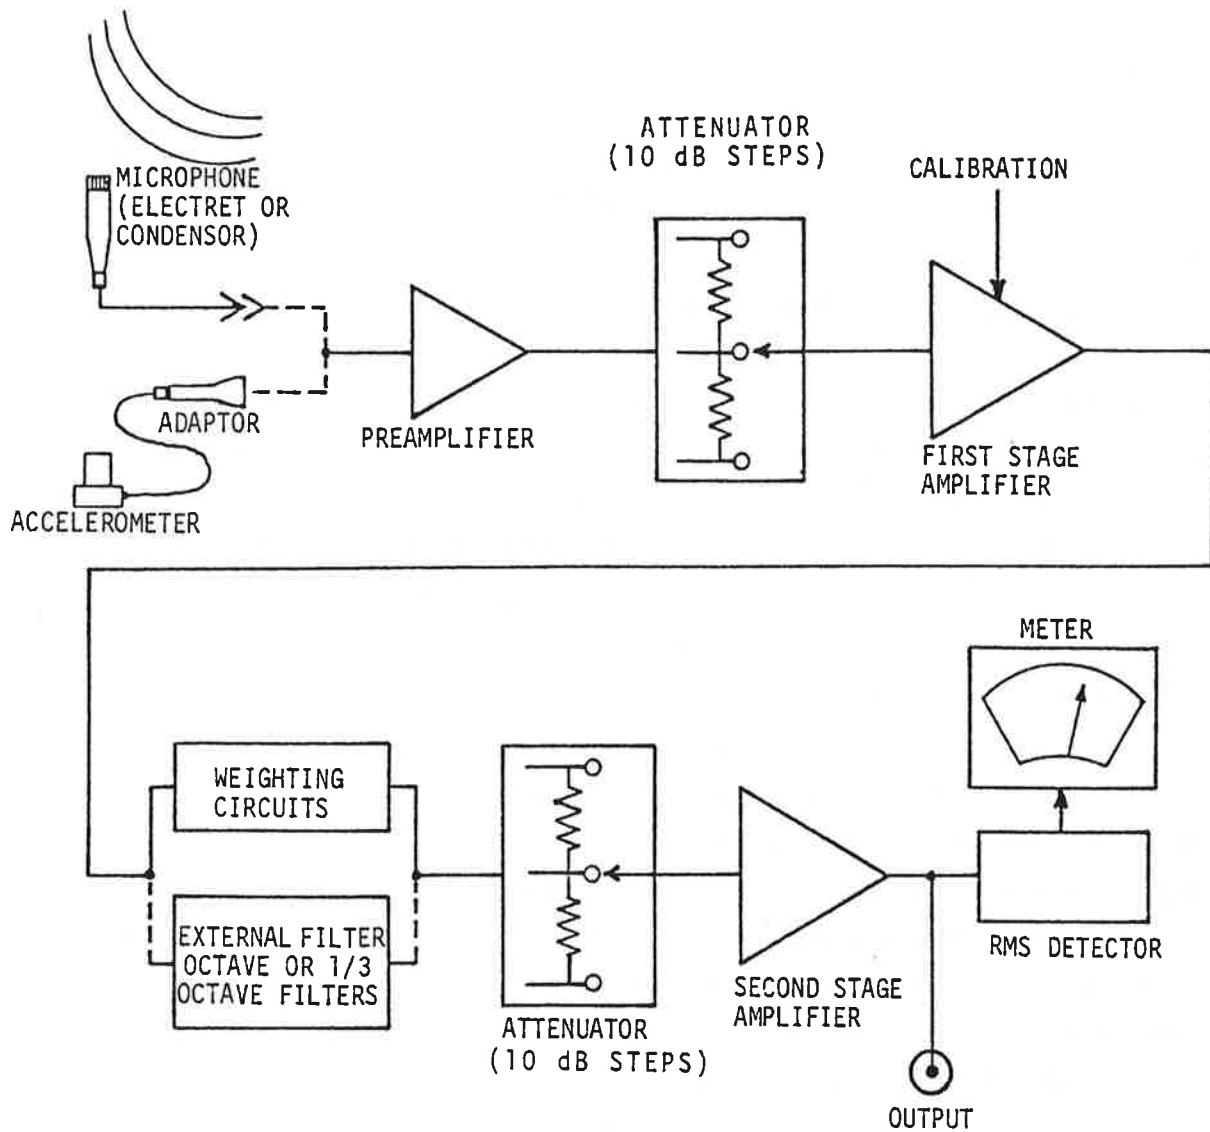 ATTENUATOR
(10 dB STEPS)
CALIBRATION
MICROPHONE
(ELECTRET OR
CONDENSOR)
ADAPTOR
ACCELEROMETER
PREAMPLIFIER
FIRST STAGE
AMPLIFIER
METER
WEIGHTING
CIRCUITS
EXTERNAL FILTER
OCTAVE OR 1/3
OCTAVE FILTERS
ATTENUATOR
(10 dB STEPS)
SECOND STAGE
AMPLIFIER
RMS DETECTOR
OUTPUT